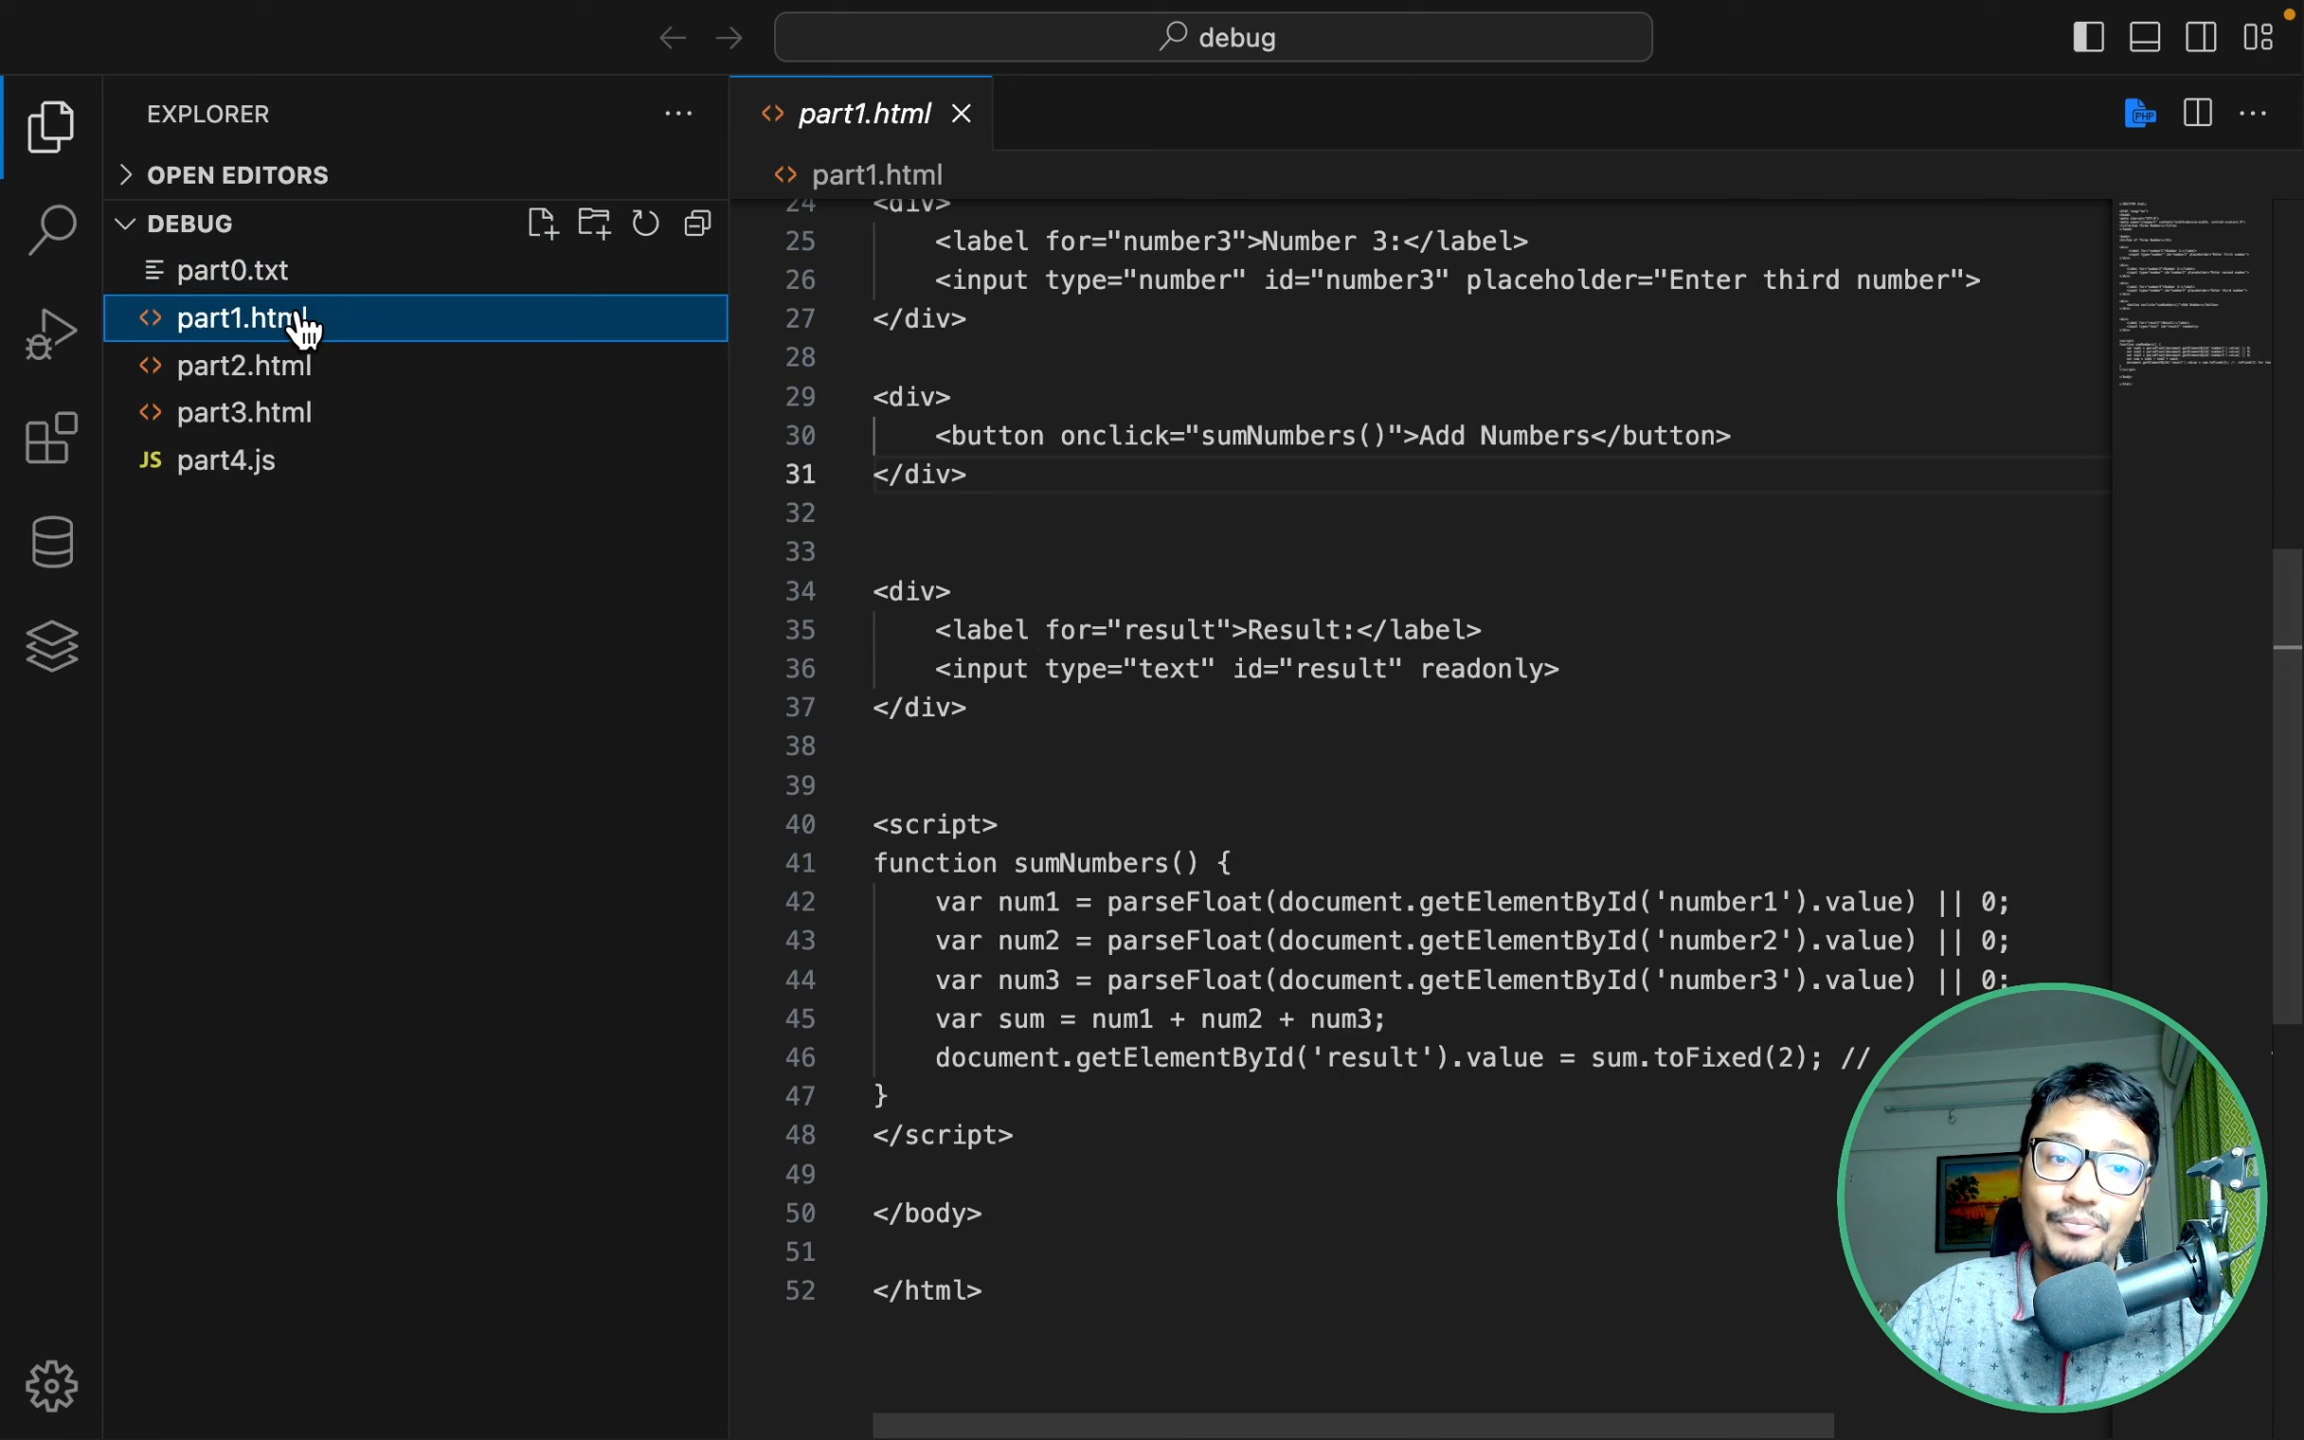 debug
EXPLORER
OPEN EDITORS
DEBUG
part0.txt
part1.html
part2.html
part3.html
JS part4.js
part1.html
PHP
part1.html
24 <div>
25 <label for="number3">Number 3:</label>
26 <input type="number" id="number3" placeholder="Enter third number">
27 </div>
28
29 <div>
30 <button onclick="sumNumbers()">Add Numbers</button>
31 </div>
32
33
34 <div>
35 <label for="result">Result:</label>
36 <input type="text" id="result" readonly>
37 </div>
38
39
40 <script>
41 function sumNumbers() {
42 var num1 = parseFloat(document.getElementById('number1').value) || 0;
43 var num2 = parseFloat(document.getElementById('number2').value) || 0;
44 var num3 = parseFloat(document.getElementById('number3').value) || 0;
45 var sum = num1 + num2 + num3;
46 document.getElementById('result').value = sum.toFixed(2); //
47 }
48 </script>
49
50 </body>
51
52 </html>